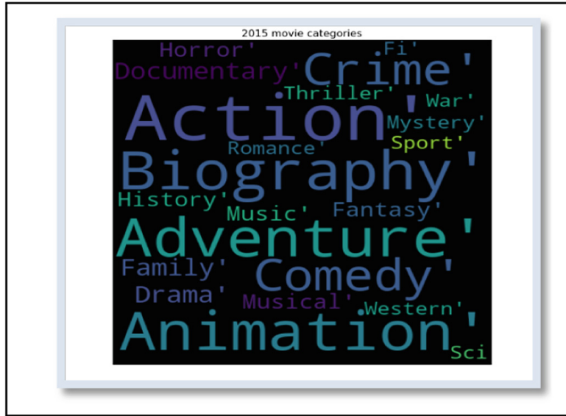 2015 movie categories
Horror' Fi'
Documentary' Crime'
Thriller' War'
Action' Mystery'
Romance' Sport'
Biography'
History' Music' Fantasy'
Adventure'
Family' Comedy'
Drama' Musical' Western'
Animation' Sci